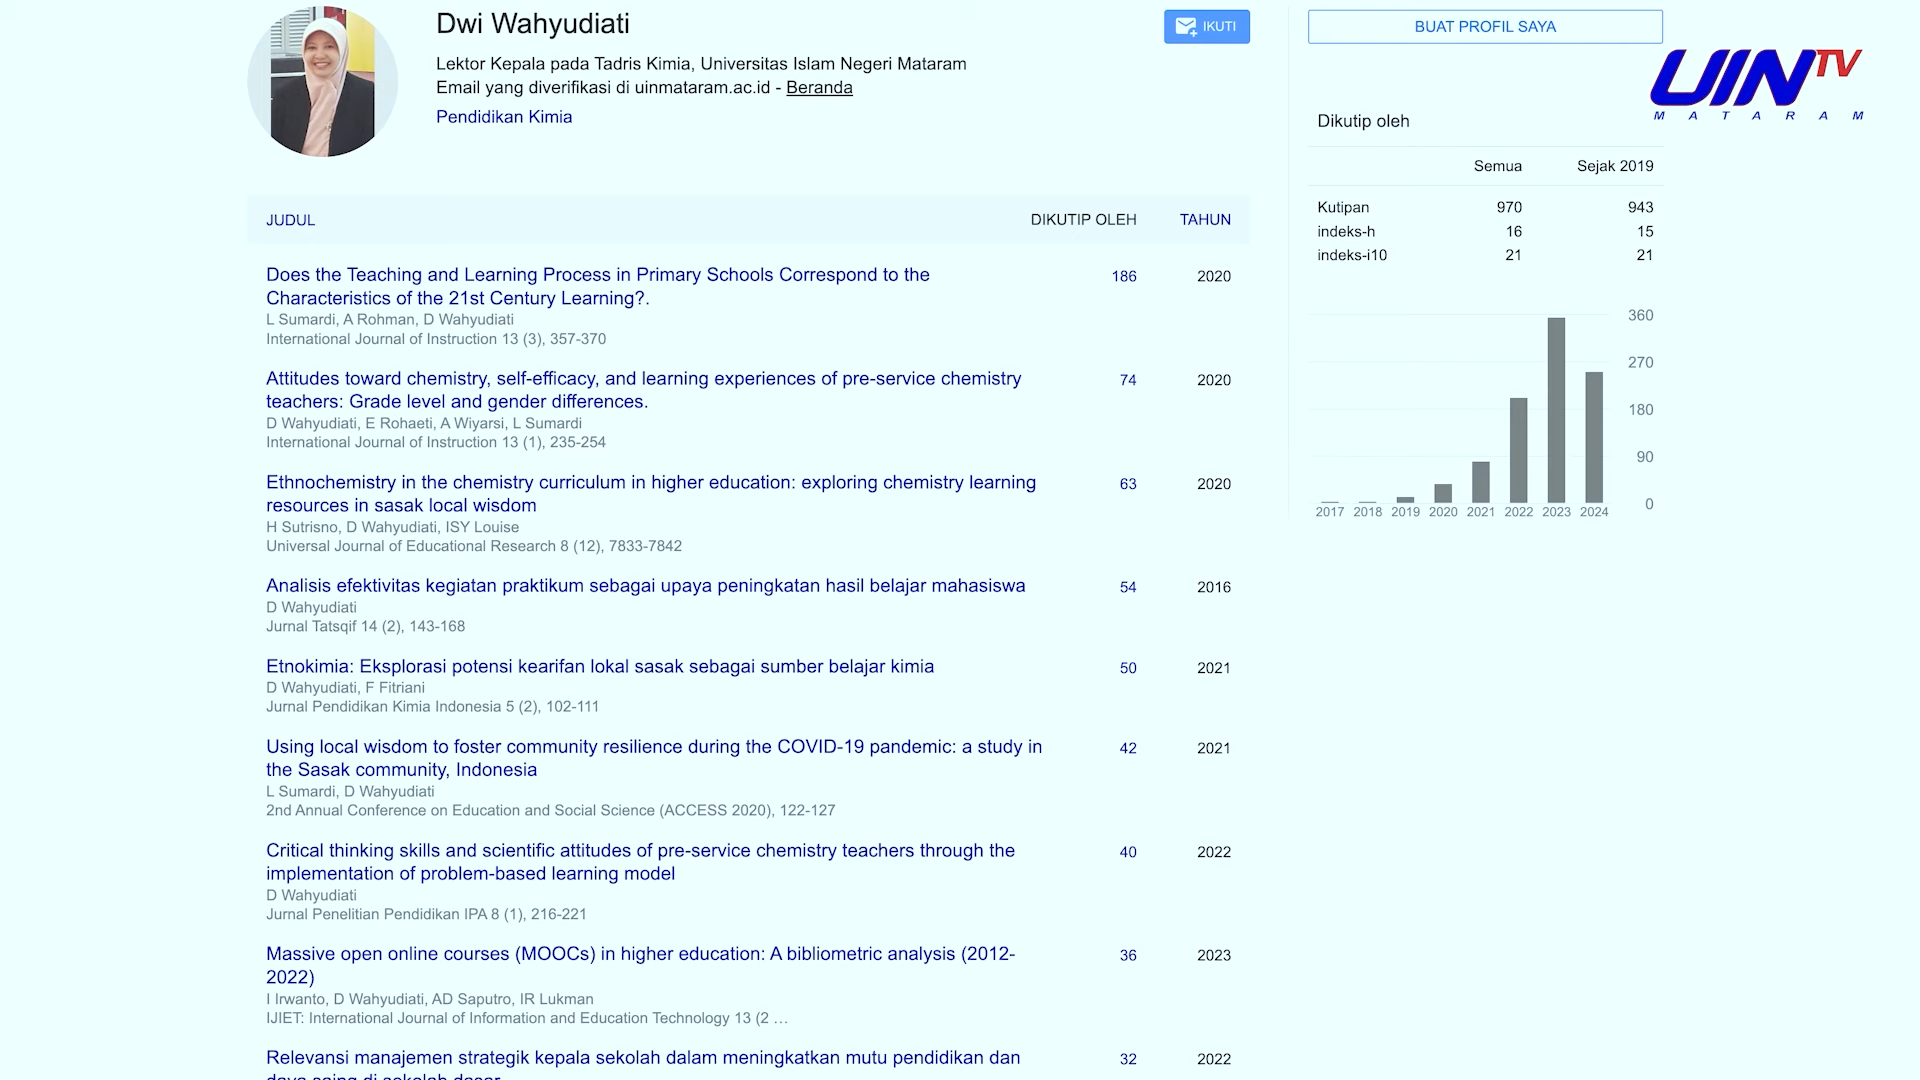 Dwi Wahyudiati
IKUTI
Lektor Kepala pada Tadris Kimia, Universitas Islam Negeri Mataram
Email yang diverifikasi di uinmataram.ac.id - Beranda
Pendidikan Kimia
JUDUL DIKUTIP OLEH TAHUN
Does the Teaching and Learning Process in Primary Schools Correspond to the 186 2020
Characteristics of the 21st Century Learning?.
L Sumardi, A Rohman, D Wahyudiati
International Journal of Instruction 13 (3), 357-370
Attitudes toward chemistry, self-efficacy, and learning experiences of pre-service chemistry 74 2020
teachers: Grade level and gender differences.
D Wahyudiati, E Rohaeti, A Wiyarsi, L Sumardi
International Journal of Instruction 13 (1), 235-254
Ethnochemistry in the chemistry curriculum in higher education: exploring chemistry learning 63 2020
resources in sasak local wisdom
H Sutrisno, D Wahyudiati, ISY Louise
Universal Journal of Educational Research 8 (12), 7833-7842
Analisis efektivitas kegiatan praktikum sebagai upaya peningkatan hasil belajar mahasiswa 54 2016
D Wahyudiati
Jurnal Tatsqif 14 (2), 143-168
Etnokimia: Eksplorasi potensi kearifan lokal sasak sebagai sumber belajar kimia 50 2021
D Wahyudiati, F Fitriani
Jurnal Pendidikan Kimia Indonesia 5 (2), 102-111
Using local wisdom to foster community resilience during the COVID-19 pandemic: a study in 42 2021
the Sasak community, Indonesia
L Sumardi, D Wahyudiati
2nd Annual Conference on Education and Social Science (ACCESS 2020), 122-127
Critical thinking skills and scientific attitudes of pre-service chemistry teachers through the 40 2022
implementation of problem-based learning model
D Wahyudiati
Jurnal Penelitian Pendidikan IPA 8 (1), 216-221
Massive open online courses (MOOCs) in higher education: A bibliometric analysis (2012- 36 2023
2022)
I Irwanto, D Wahyudiati, AD Saputro, IR Lukman
IJIET: International Journal of Information and Education Technology 13 (2 …
Relevansi manajemen strategik kepala sekolah dalam meningkatkan mutu pendidikan dan 32 2022
daya saing di sekolah dasar
BUAT PROFIL SAYA
UIN TV
MATARAM
Dikutip oleh
Semua Sejak 2019
Kutipan 970 943
indeks-h 16 15
indeks-i10 21 21
360
270
180
90
0
2017 2018 2019 2020 2021 2022 2023 2024